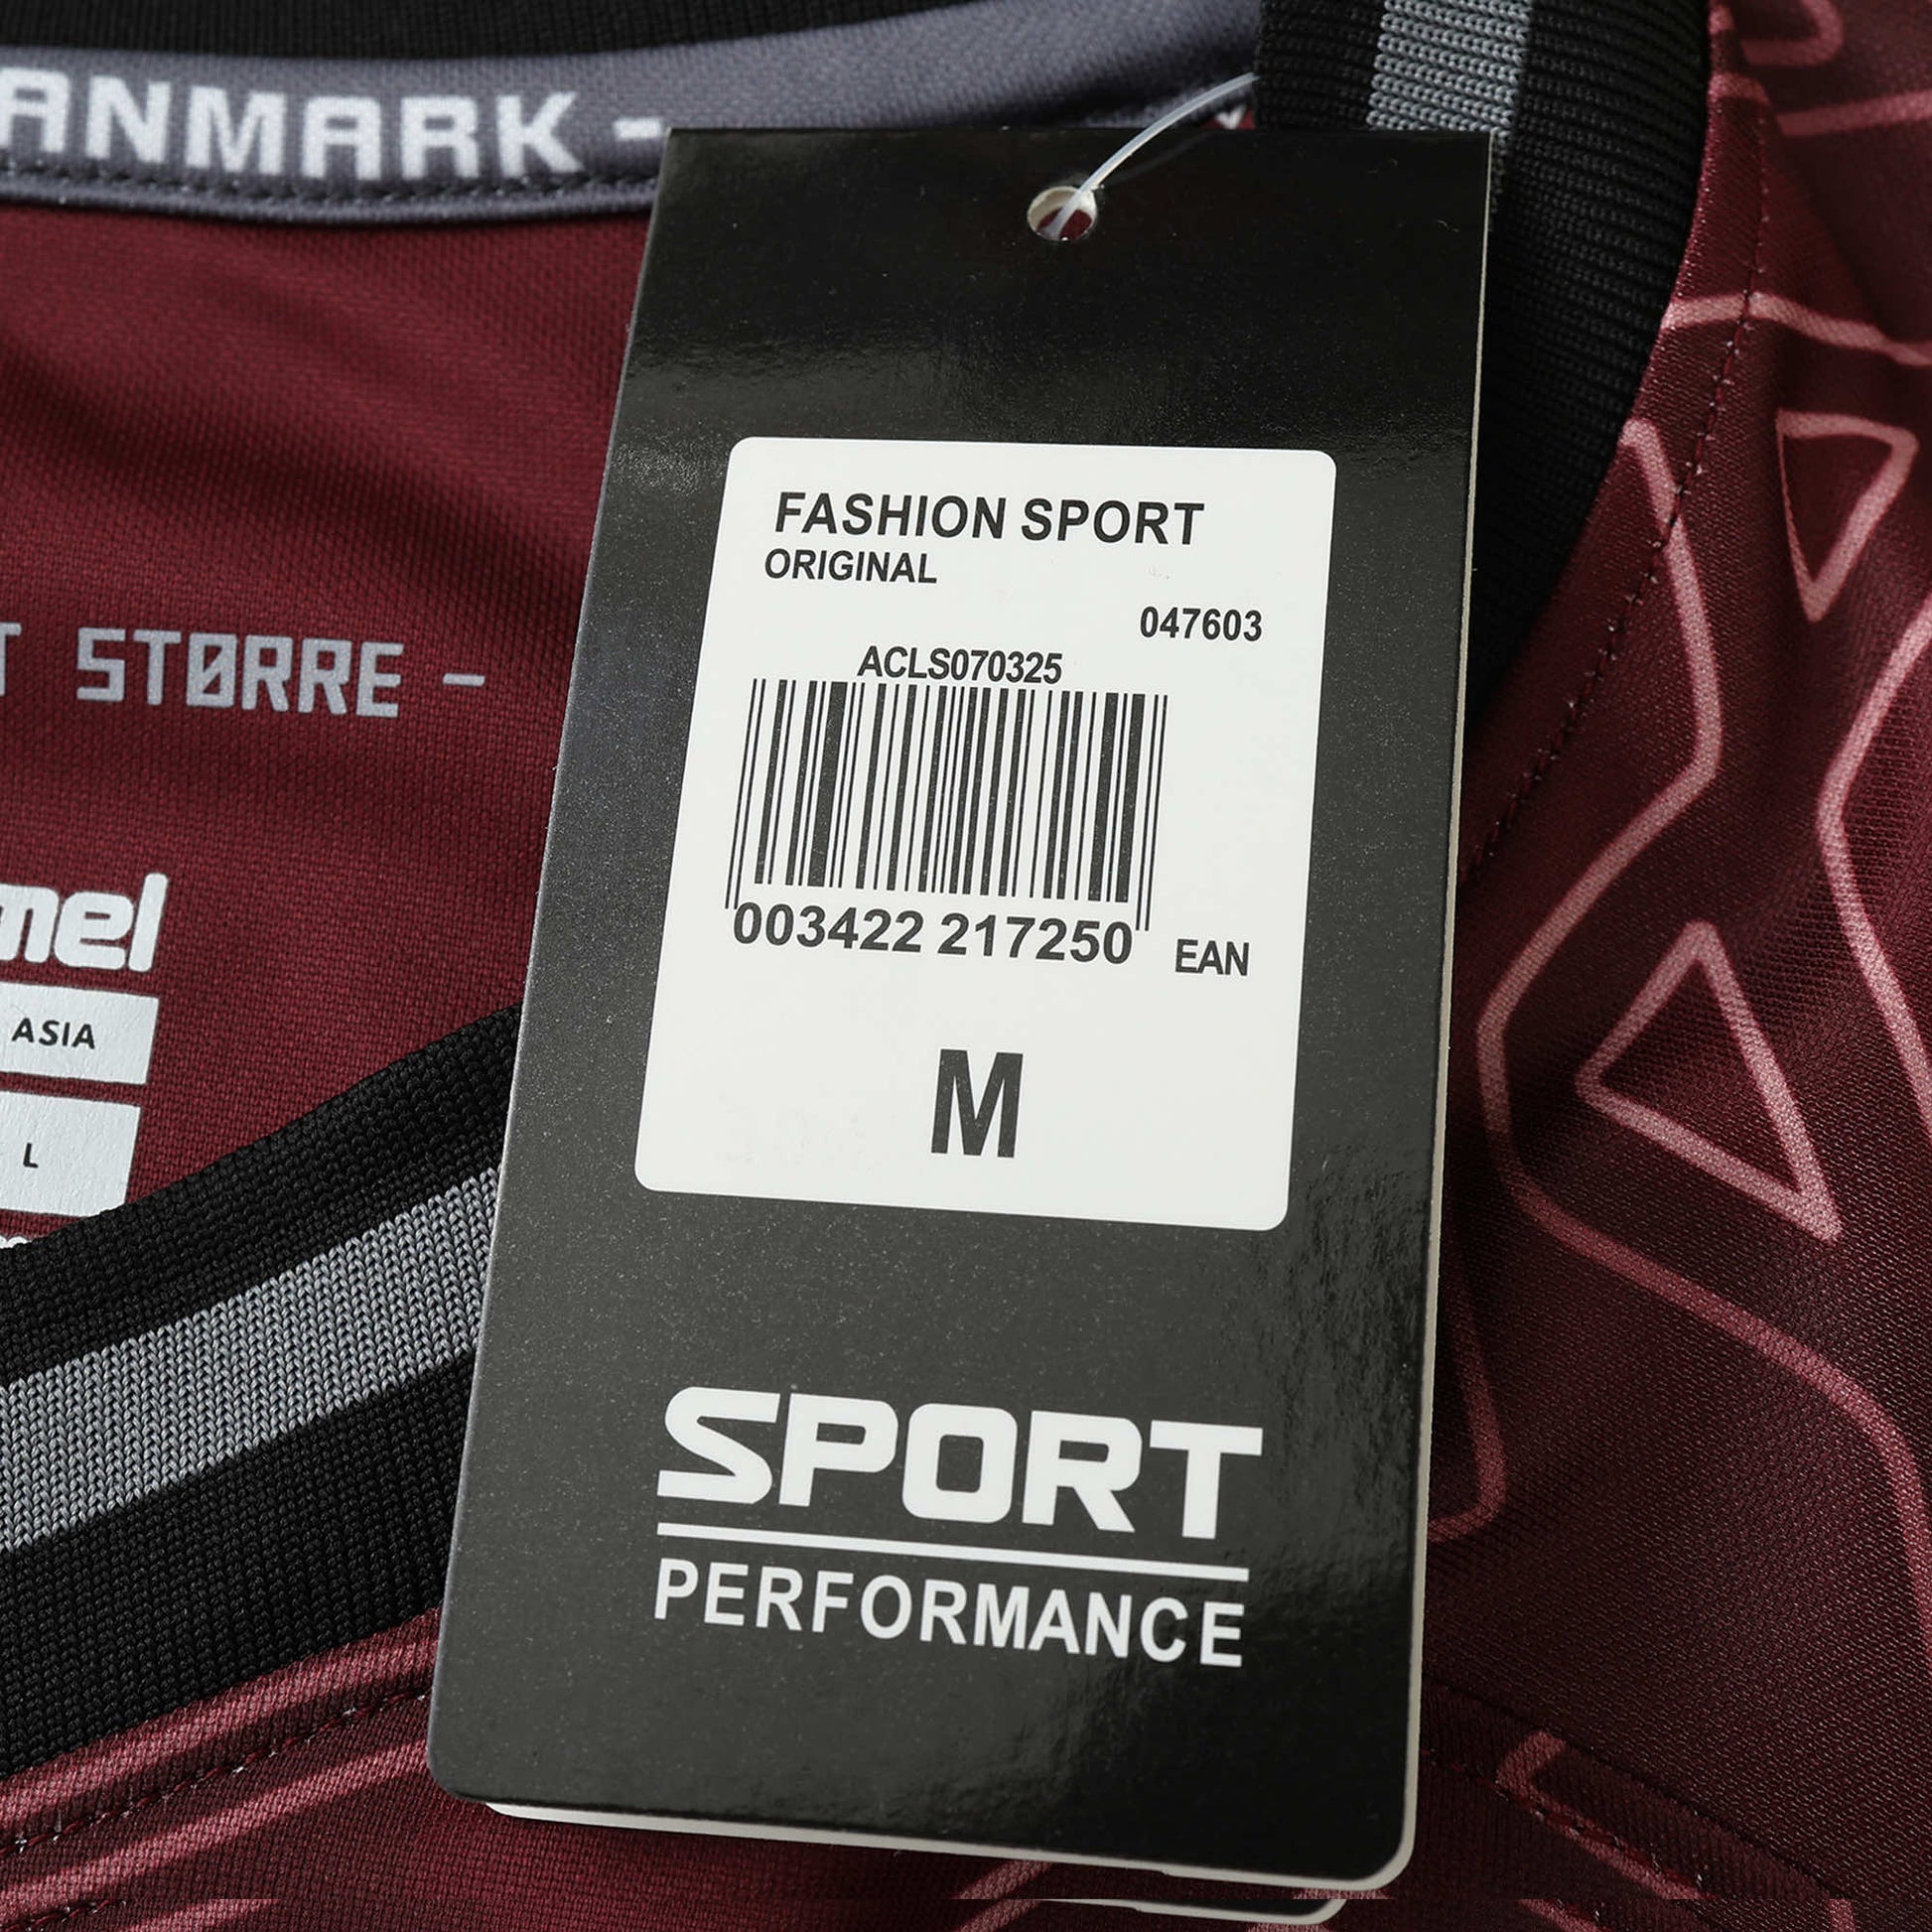 ANMARK -
FASHION SPORT
ORIGINAL
047603
ACLS070325
003422 217250
EAN
M
SPORT
PERFORMANCE
T STØRRE -
mel
ASIA
L